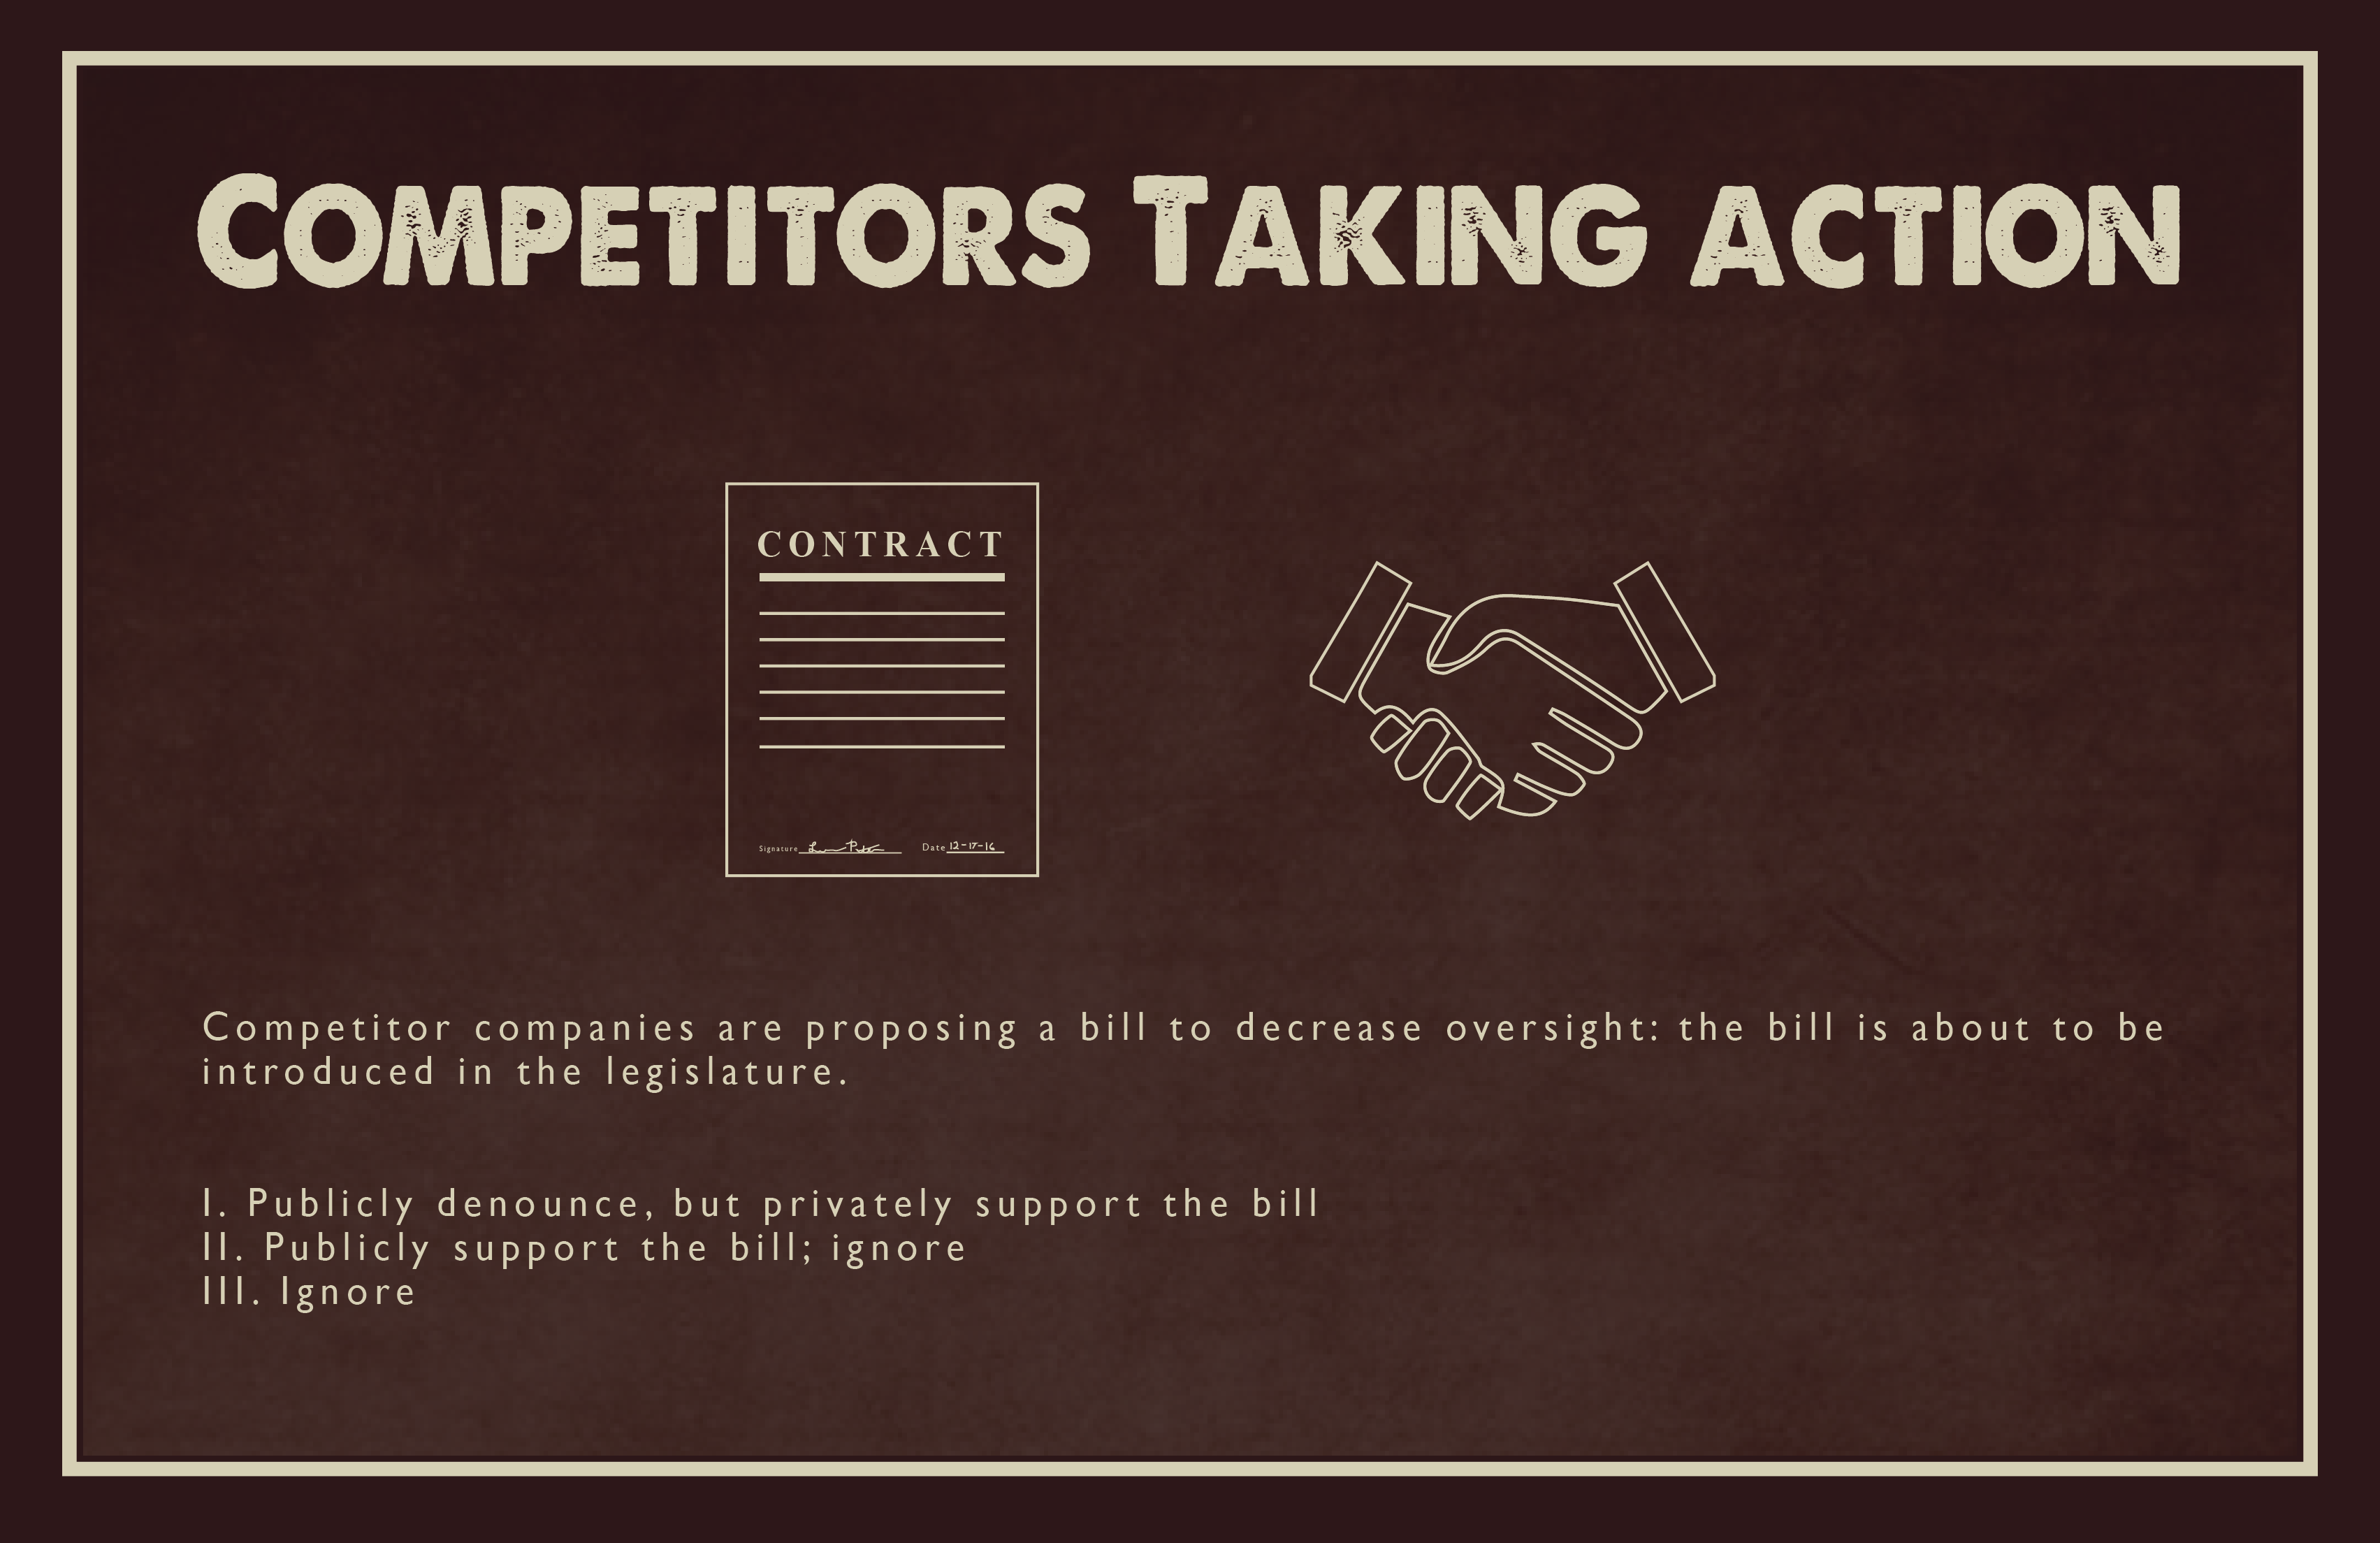 Competitors Taking Action
CONTRACT
Signature Date 12-17-16
Competitor companies are proposing a bill to decrease oversight: the bill is about to be
introduced in the legislature.
I. Publicly denounce, but privately support the bill
II. Publicly support the bill; ignore
III. Ignore